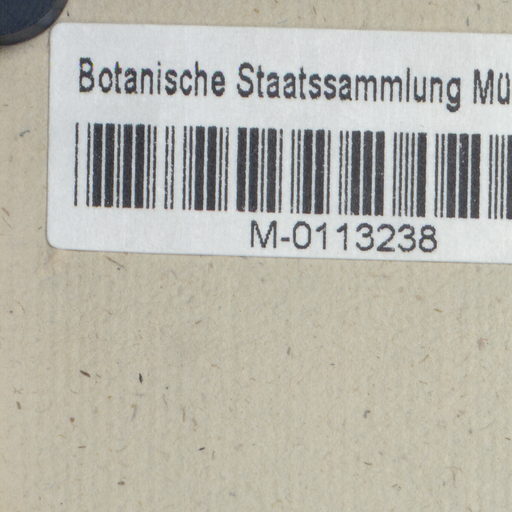 Botanische Staatssammlung Mü
M-0113238